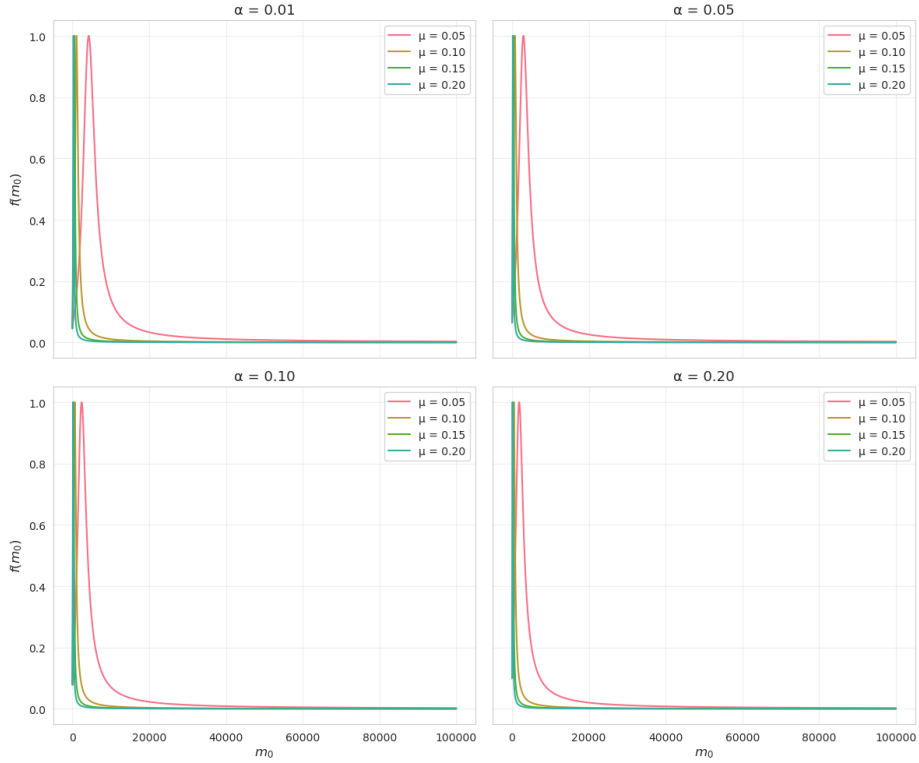 α = 0.01
f(m₀)
1.0
0.8
0.6
0.4
0.2
0.0
μ = 0.05
μ = 0.10
μ = 0.15
μ = 0.20
α = 0.05
μ = 0.05
μ = 0.10
μ = 0.15
μ = 0.20
α = 0.10
f(m₀)
1.0
0.8
0.6
0.4
0.2
0.0
μ = 0.05
μ = 0.10
μ = 0.15
μ = 0.20
0 20000 40000 60000 80000 100000
m₀
α = 0.20
μ = 0.05
μ = 0.10
μ = 0.15
μ = 0.20
0 20000 40000 60000 80000 100000
m₀